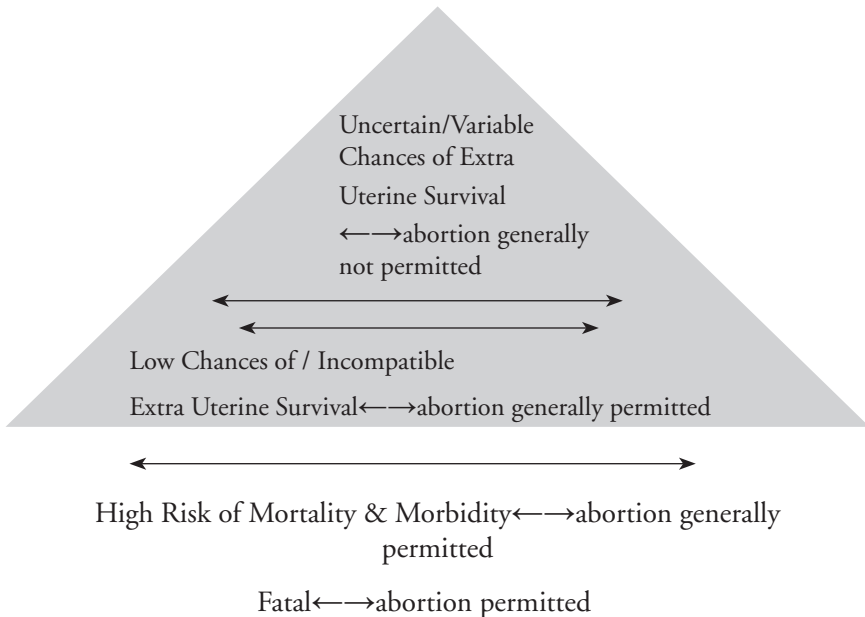 Uncertain/Variable
Chances of Extra
Uterine Survival
←→abortion generally
not permitted
Low Chances of / Incompatible
Extra Uterine Survival←→abortion generally permitted
High Risk of Mortality & Morbidity←→abortion generally
permitted
Fatal←→abortion permitted